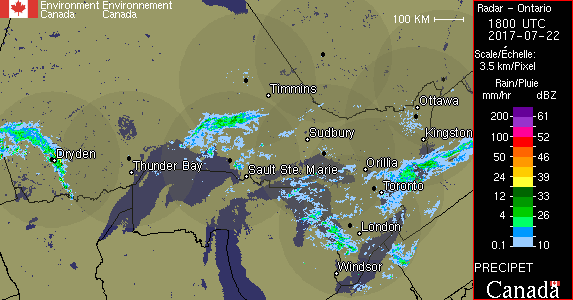 Environment Environnement
Canada Canada
100 KM
Timmins
Ottawa
Sudbury
Kingston
Dryden
Thunder Bay
Sault Ste. Marie
Orillia
Toronto
London
Windsor
Radar - Ontario
1800 UTC
2017-07-22
Scale/Échelle:
3.5 km/Pixel
Rain/Pluie
mm/hr dBZ
200 61
100 52
50 46
24 39
12 33
4 26
0.1 10
PRECIPET
Canada